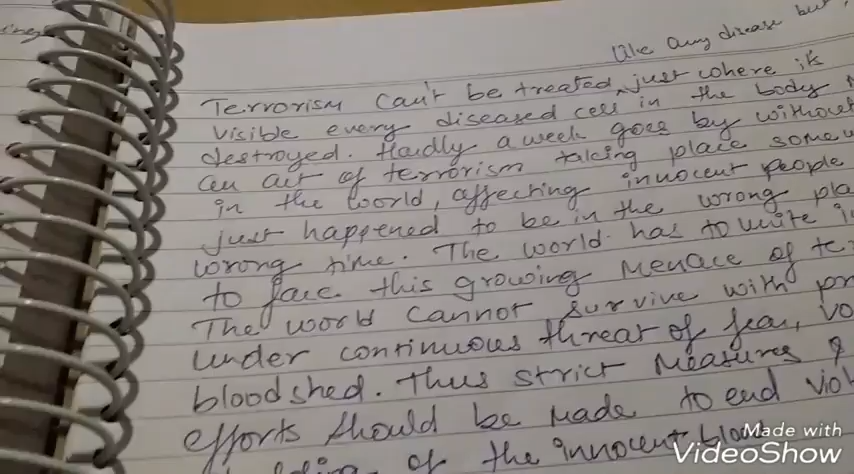 like any disease but
Terrorism can't be treated just where it's
visible every diseased cell in the body
destroyed. Hardly a week goes by without
an act of terrorism taking place some
in the world, affecting innocent people
just happened to be in the wrong pla
wrong time. The world has to unite
to face this growing menace of te
The world cannot survive with
under continuous threat of fear, vo
bloodshed. Thus strict measures &
efforts should be made to end viol
of the innocent blood
Made with
VideoShow